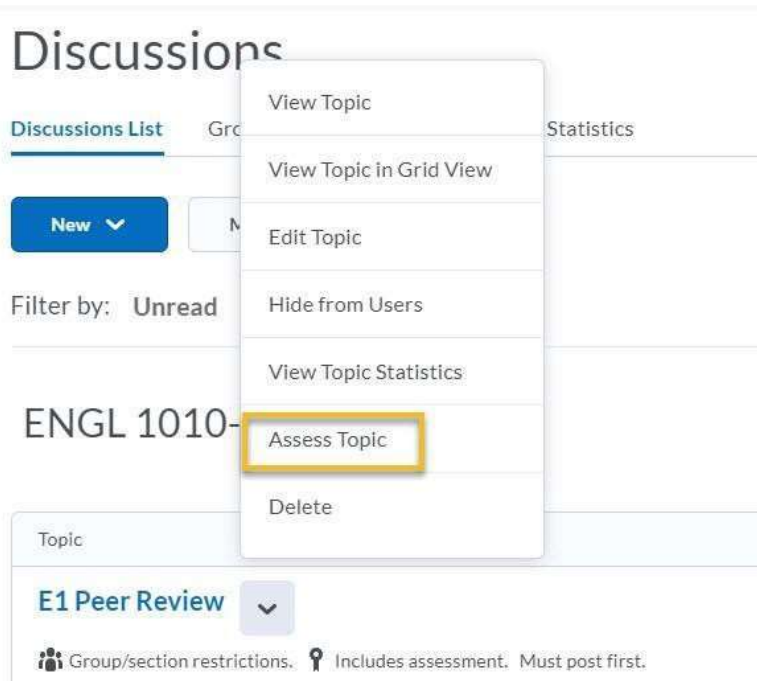 Discussions
View Topic
Discussions List Statistics
View Topic in Grid View
New
Edit Topic
Filter by: Unread Hide from Users
View Topic Statistics
ENGL 1010-
Assess Topic
Delete
Topic
E1 Peer Review
Group/section restrictions. Includes assessment. Must post first.